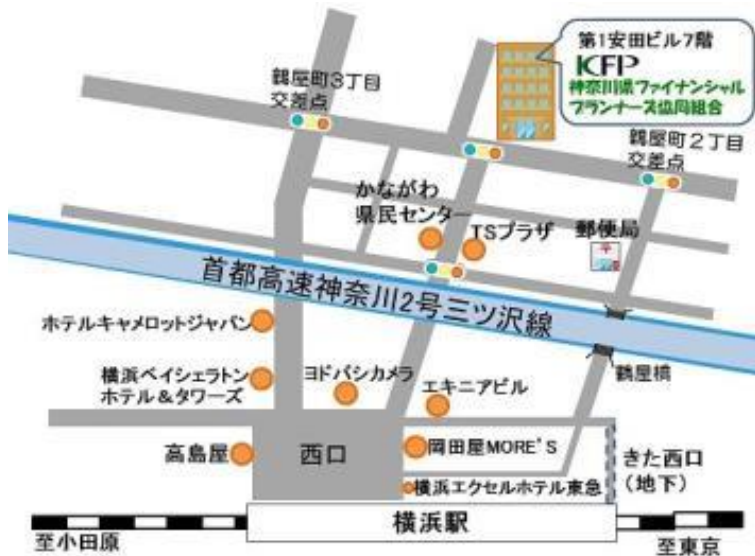 第1安田ビル7階
KFP
神奈川県ファイナンシャル
プランナーズ協同組合
鶴屋町3丁目
交差点
鶴屋町2丁目
交差点
かながわ
県民センター
TSプラザ
郵便局
首都高速神奈川2号三ツ沢線
ホテルキャメロットジャパン
横浜ベイシェラトン
ホテル&タワーズ
ヨドバシカメラ
エキニアビル
鶴屋橋
高島屋
西口
岡田屋MORE'S
きた西口
(地下)
横浜エクセルホテル東急
横浜駅
至小田原
至東京